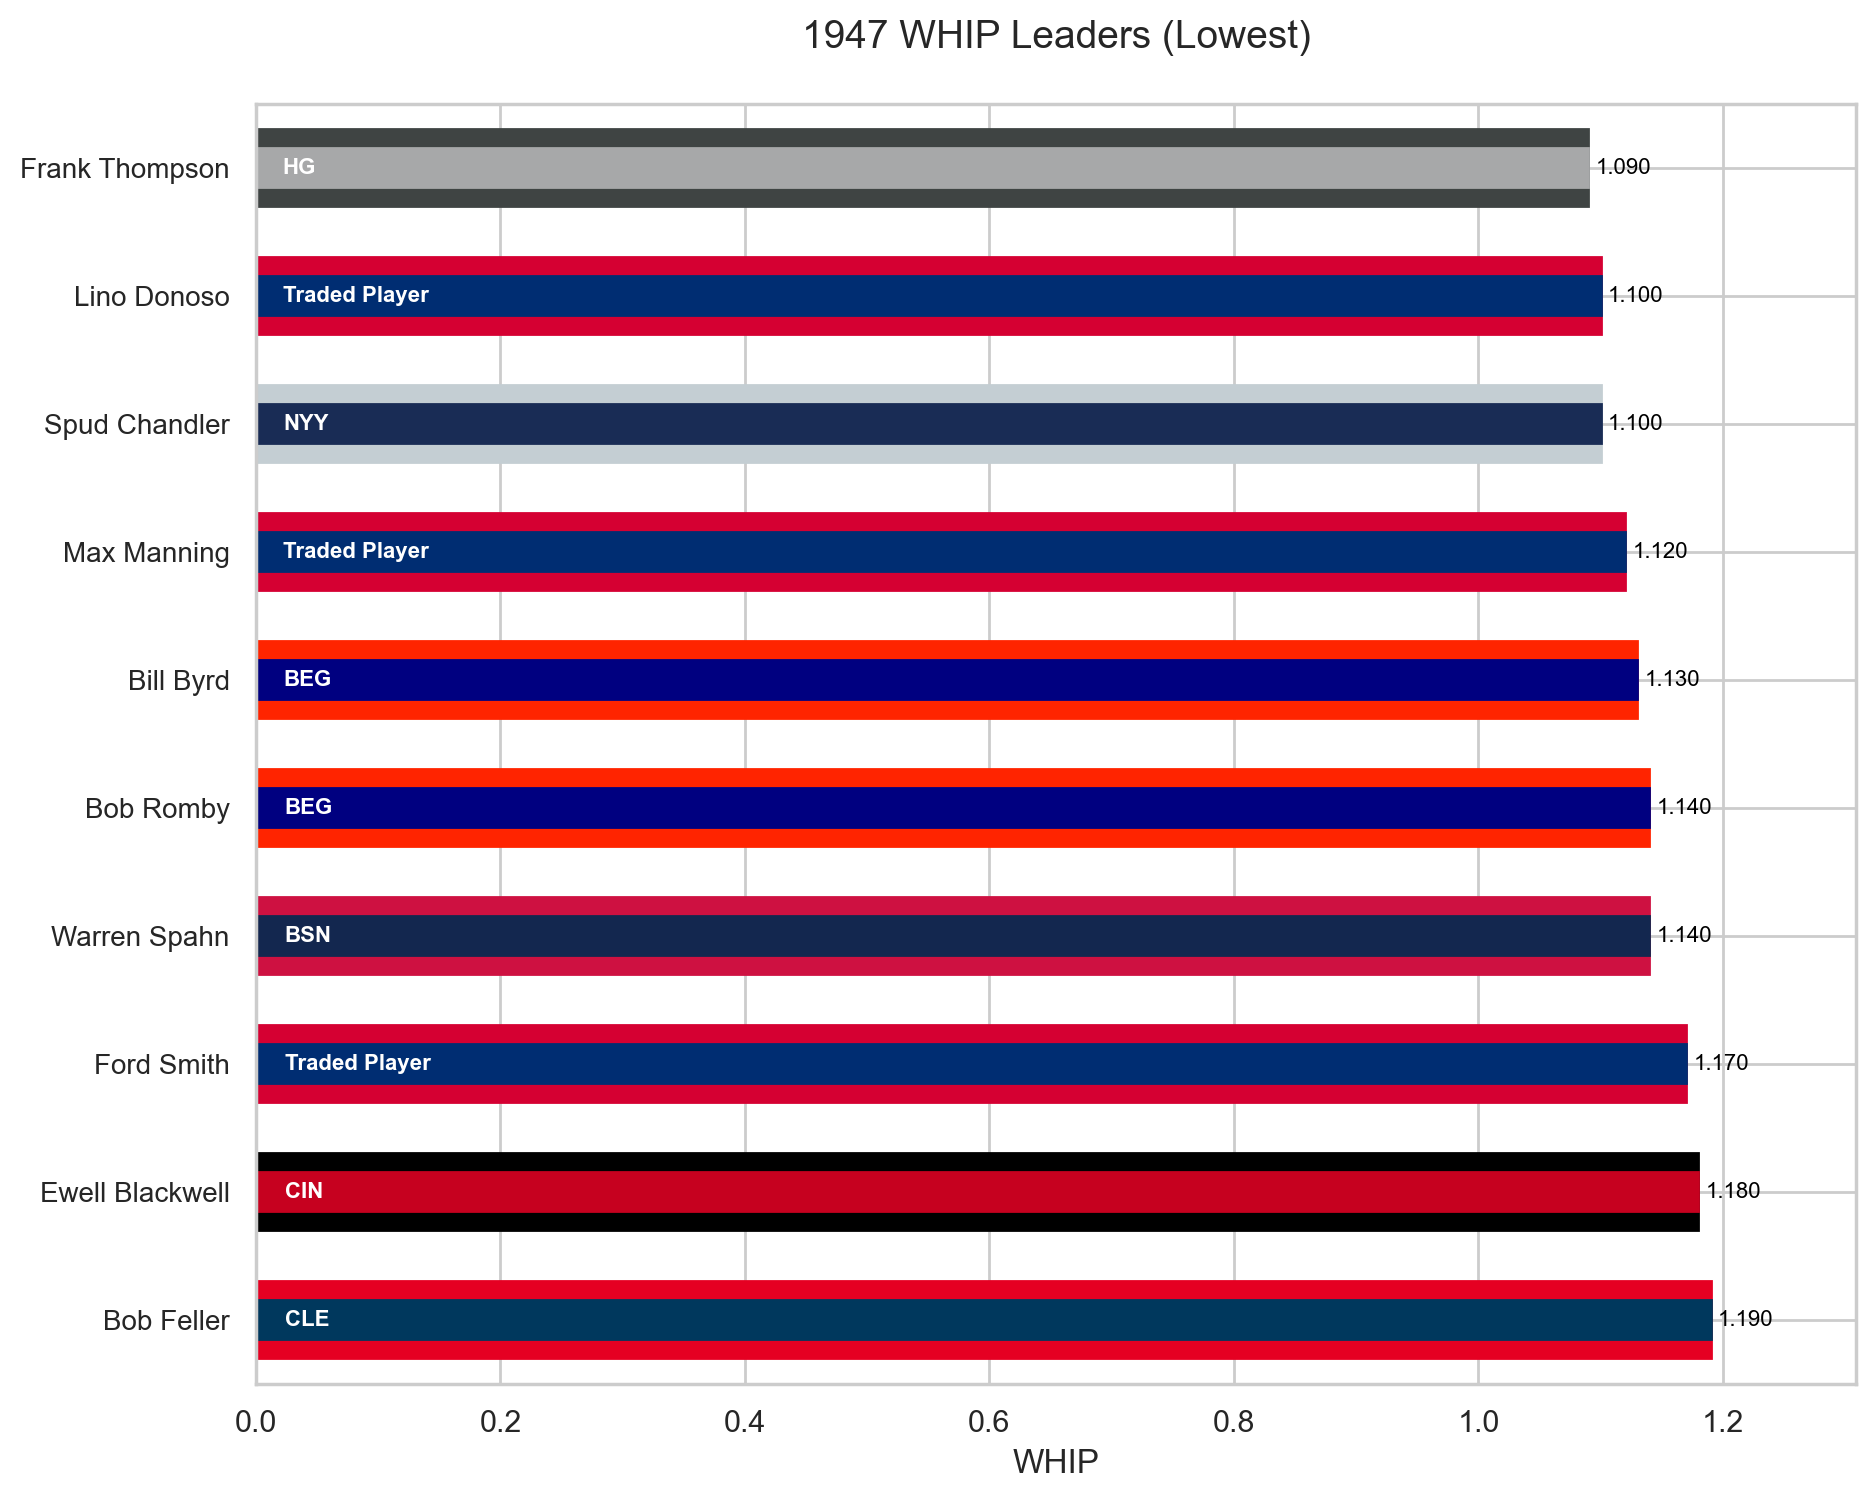 1947 WHIP Leaders (Lowest)
Frank Thompson HG 1.090
Lino Donoso Traded Player 1.100
Spud Chandler NYY 1.100
Max Manning Traded Player 1.120
Bill Byrd BEG 1.130
Bob Romby BEG 1.140
Warren Spahn BSN 1.140
Ford Smith Traded Player 1.170
Ewell Blackwell CIN 1.180
Bob Feller CLE 1.190
0.0 0.2 0.4 0.6 0.8 1.0 1.2
WHIP